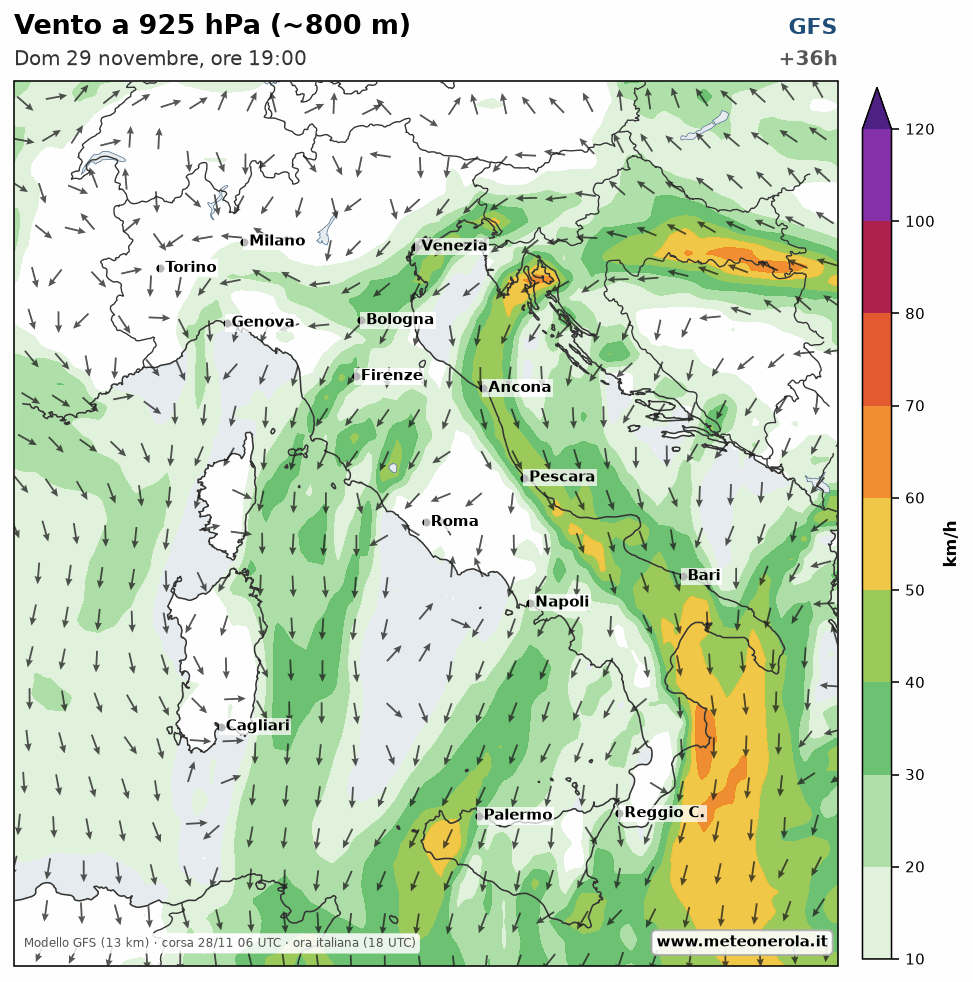 Vento a 925 hPa (~800 m)
GFS
Dom 29 novembre, ore 19:00
+36h
Milano
Venezia
Torino
Genova
Bologna
Firenze
Ancona
Pescara
Roma
Bari
Napoli
Cagliari
Palermo
Reggio C.
120
100
80
70
60
50
40
30
20
10
km/h
Modello GFS (13 km) · corsa 28/11 06 UTC · ora italiana (18 UTC)
www.meteonerola.it